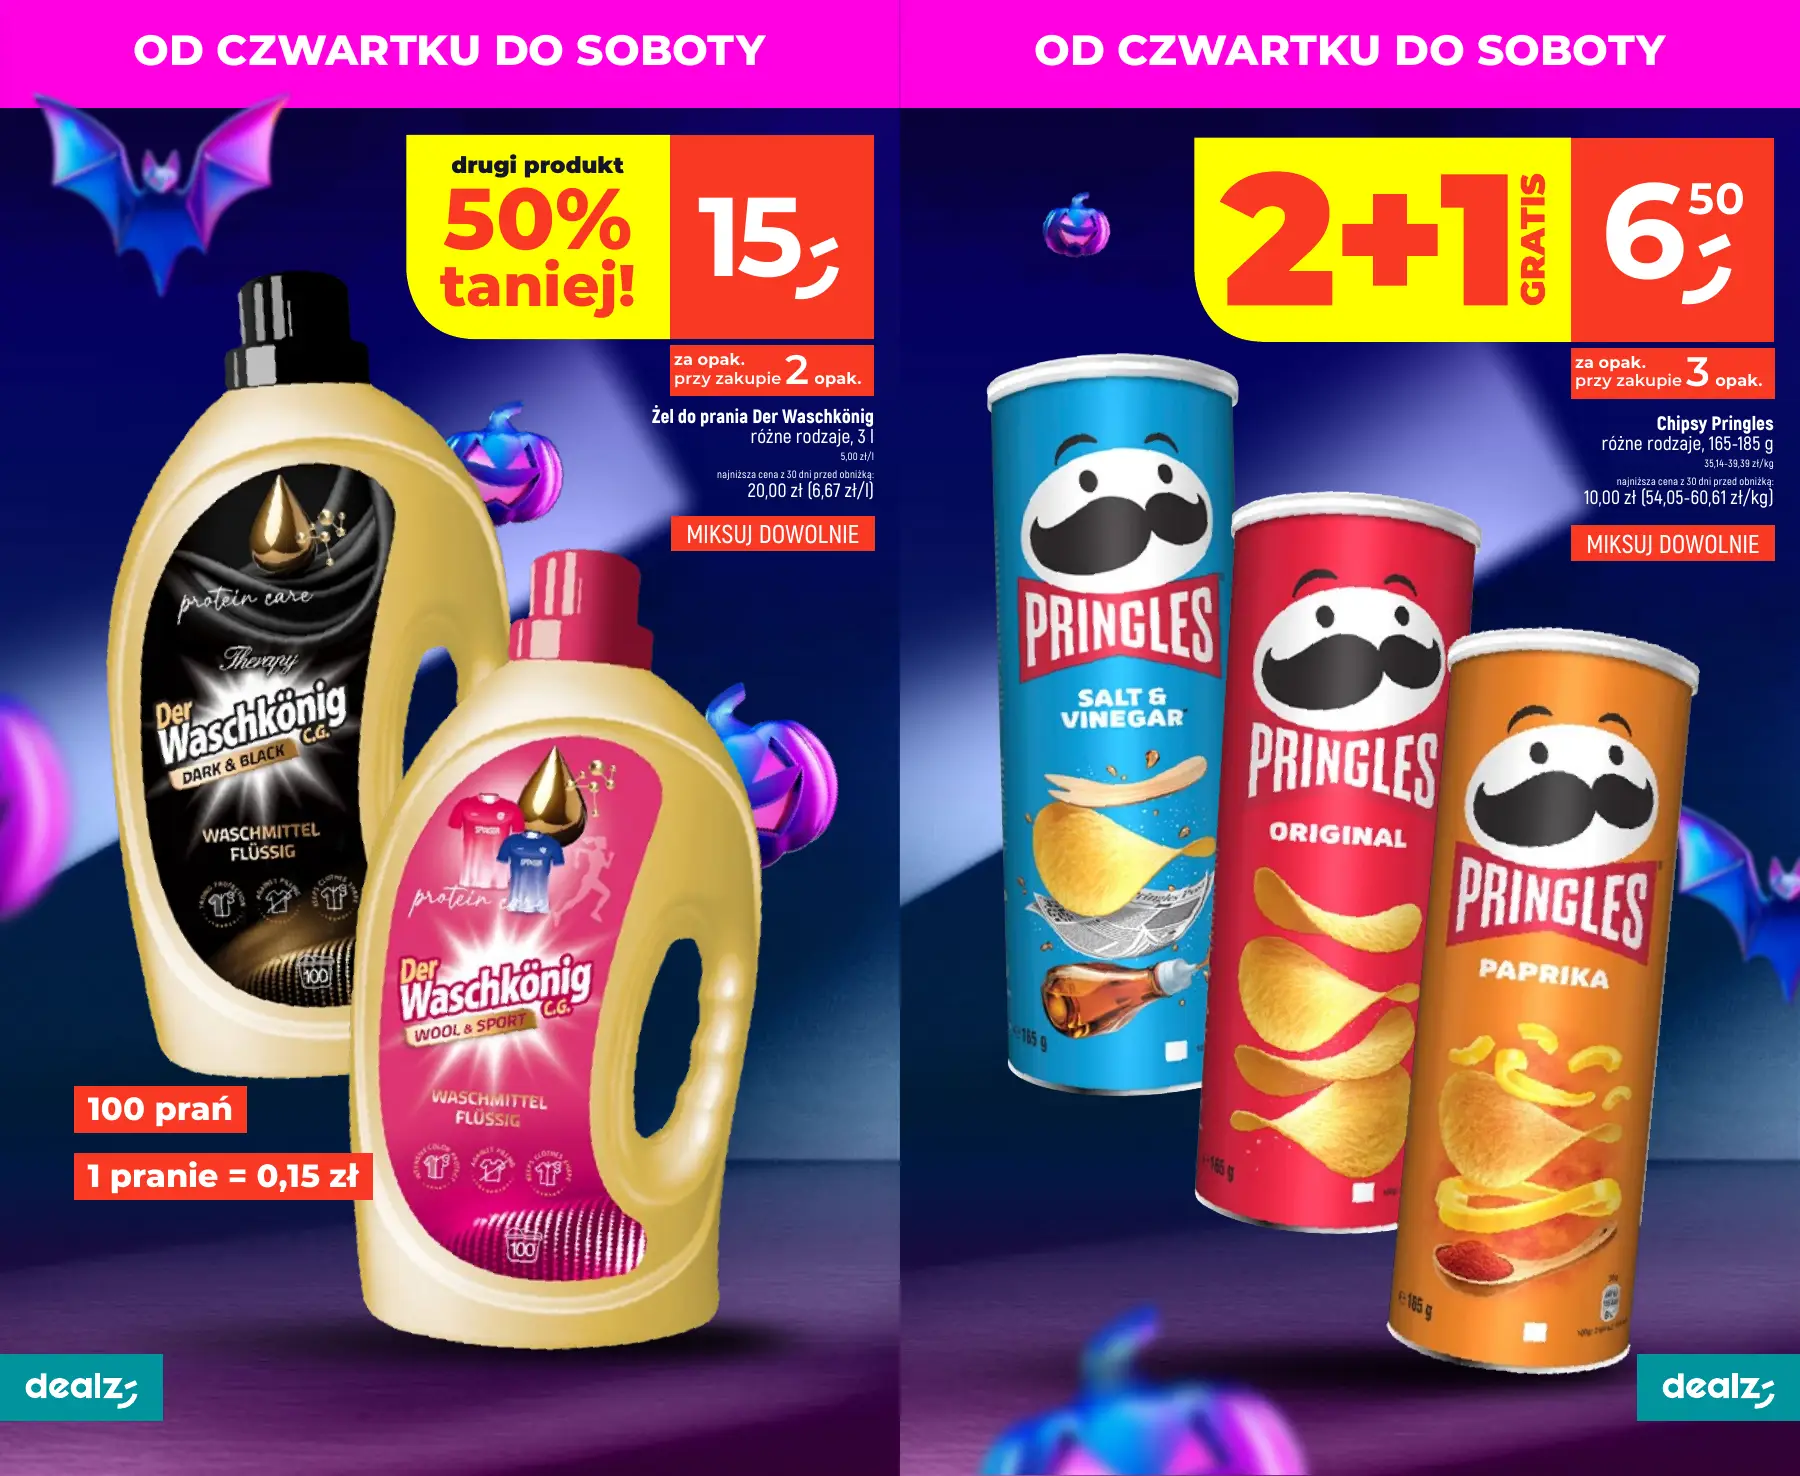 OD CZWARTKU DO SOBOTY
drugi produkt
50%
taniej!
15,-
za opak.
przy zakupie 2 opak.
Żel do prania Der Waschkönig
różne rodzaje, 3 l
5,00 zł/l
najniższa cena z 30 dni przed obniżką:
20,00 zł (6,67 zł/l)
MIKSUJ DOWOLNIE
protein care
Therapy
Der
Waschkönig
C.G.
DARK & BLACK
WASCHMITTEL
FLÜSSIG
100
protein care
Der
Waschkönig
C.G.
WOOL & SPORT
WASCHMITTEL
FLÜSSIG
100
100 prań
1 pranie = 0,15 zł
dealz
OD CZWARTKU DO SOBOTY
2+1
GRATIS
6,50
za opak.
przy zakupie 3 opak.
Chipsy Pringles
różne rodzaje, 165-185 g
35,14-39,39 zł/kg
najniższa cena z 30 dni przed obniżką:
10,00 zł (54,05-60,61 zł/kg)
MIKSUJ DOWOLNIE
PRINGLES
SALT &
VINEGAR
165 g
PRINGLES
ORIGINAL
165 g
PRINGLES
PAPRIKA
℮ 165 g
dealz